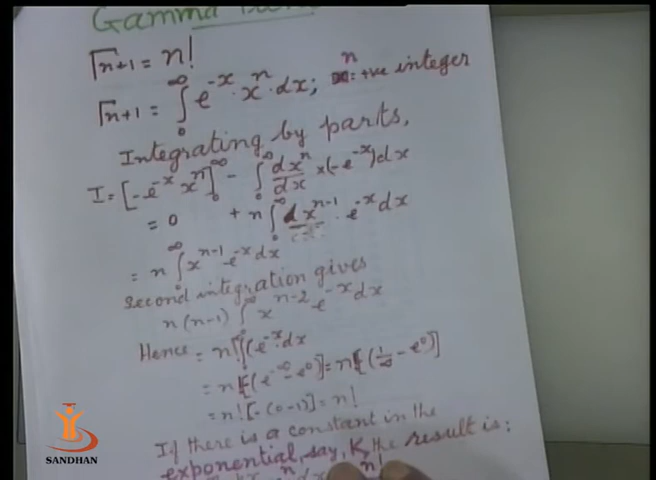 Gamma
Γn+1 = n!
Γn+1 = ∫₀^∞ e^-x · x^n · dx; n = +ve integer
Integrating by parts,
I = [-e^-x x^n]₀^∞ - ∫₀^∞ dx^n/dx × (-e^-x) dx
= 0 + n ∫₀^∞ x^n-1 · e^-x dx
= n ∫₀^∞ x^n-1 e^-x dx
Second integration gives
n(n-1) ∫₀^∞ x^n-2 e^-x dx
Hence = n! ∫₀^∞ (e^-x · dx
= n! [-(e^-∞ - e^0)] = n! [-(1/∞ - e^0)]
= n! [-(0-1)] = n!
If there is a constant in the
exponential, say, K the result is:
n!
SANDHAN